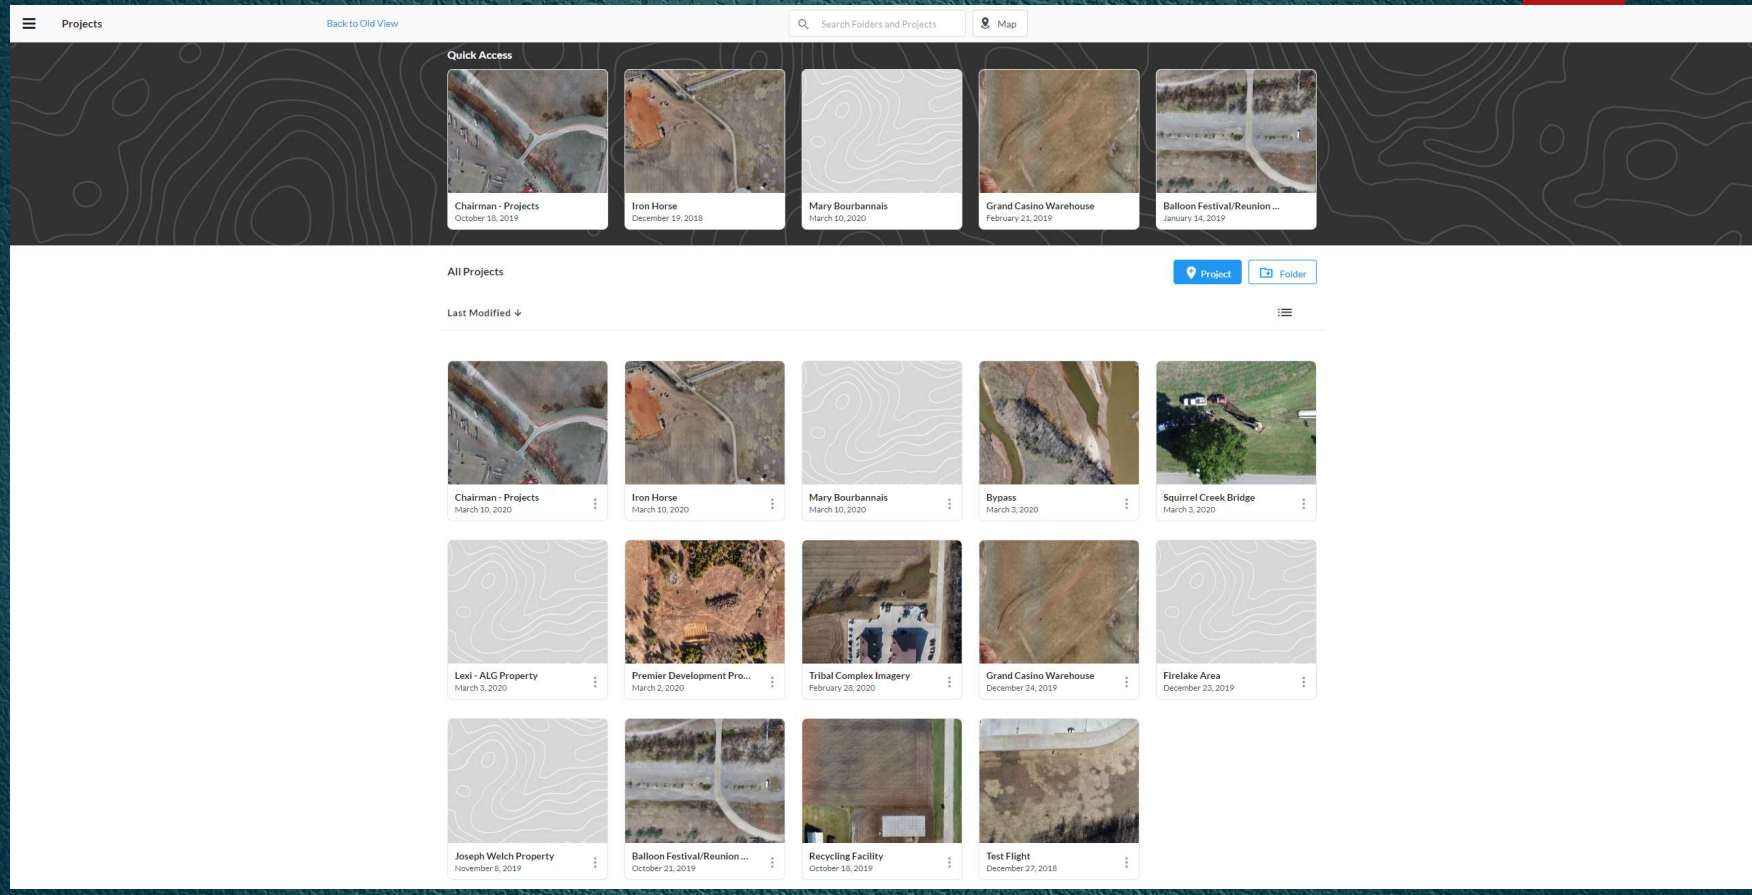 Projects
Back to Old View
Search Folders and Projects
Map
Quick Access
Chairman - Projects
October 18, 2019
Iron Horse
December 19, 2018
Mary Bourbannais
March 10, 2020
Grand Casino Warehouse
February 21, 2019
Balloon Festival/Reunion ...
January 14, 2019
All Projects
Project
Folder
Last Modified ↓
Chairman - Projects
March 10, 2020
Iron Horse
March 10, 2020
Mary Bourbannais
March 10, 2020
Bypass
March 3, 2020
Squirrel Creek Bridge
March 3, 2020
Lexi - ALG Property
March 3, 2020
Premier Development Pro...
March 2, 2020
Tribal Complex Imagery
February 28, 2020
Grand Casino Warehouse
December 24, 2019
Firelake Area
December 23, 2019
Joseph Welch Property
November 8, 2019
Balloon Festival/Reunion ...
October 21, 2019
Recycling Facility
October 18, 2019
Test Flight
December 27, 2018